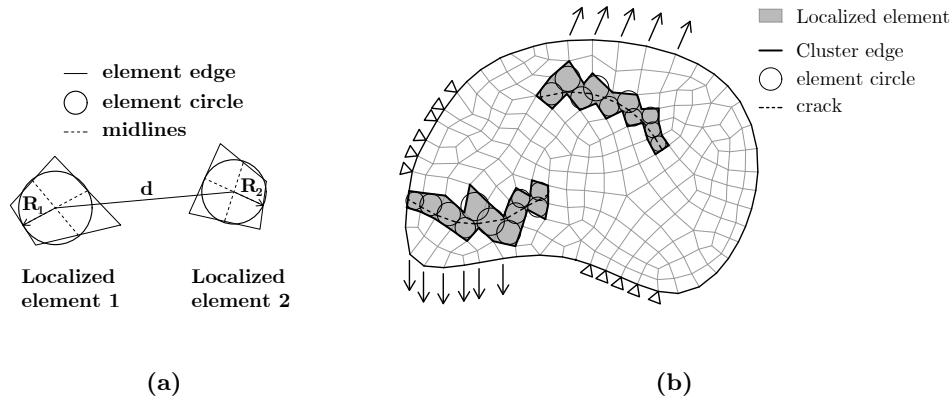 element edge
element circle
midlines
R1
d
R2
Localized
element 1
Localized
element 2
(a)
Localized element
Cluster edge
element circle
crack
(b)